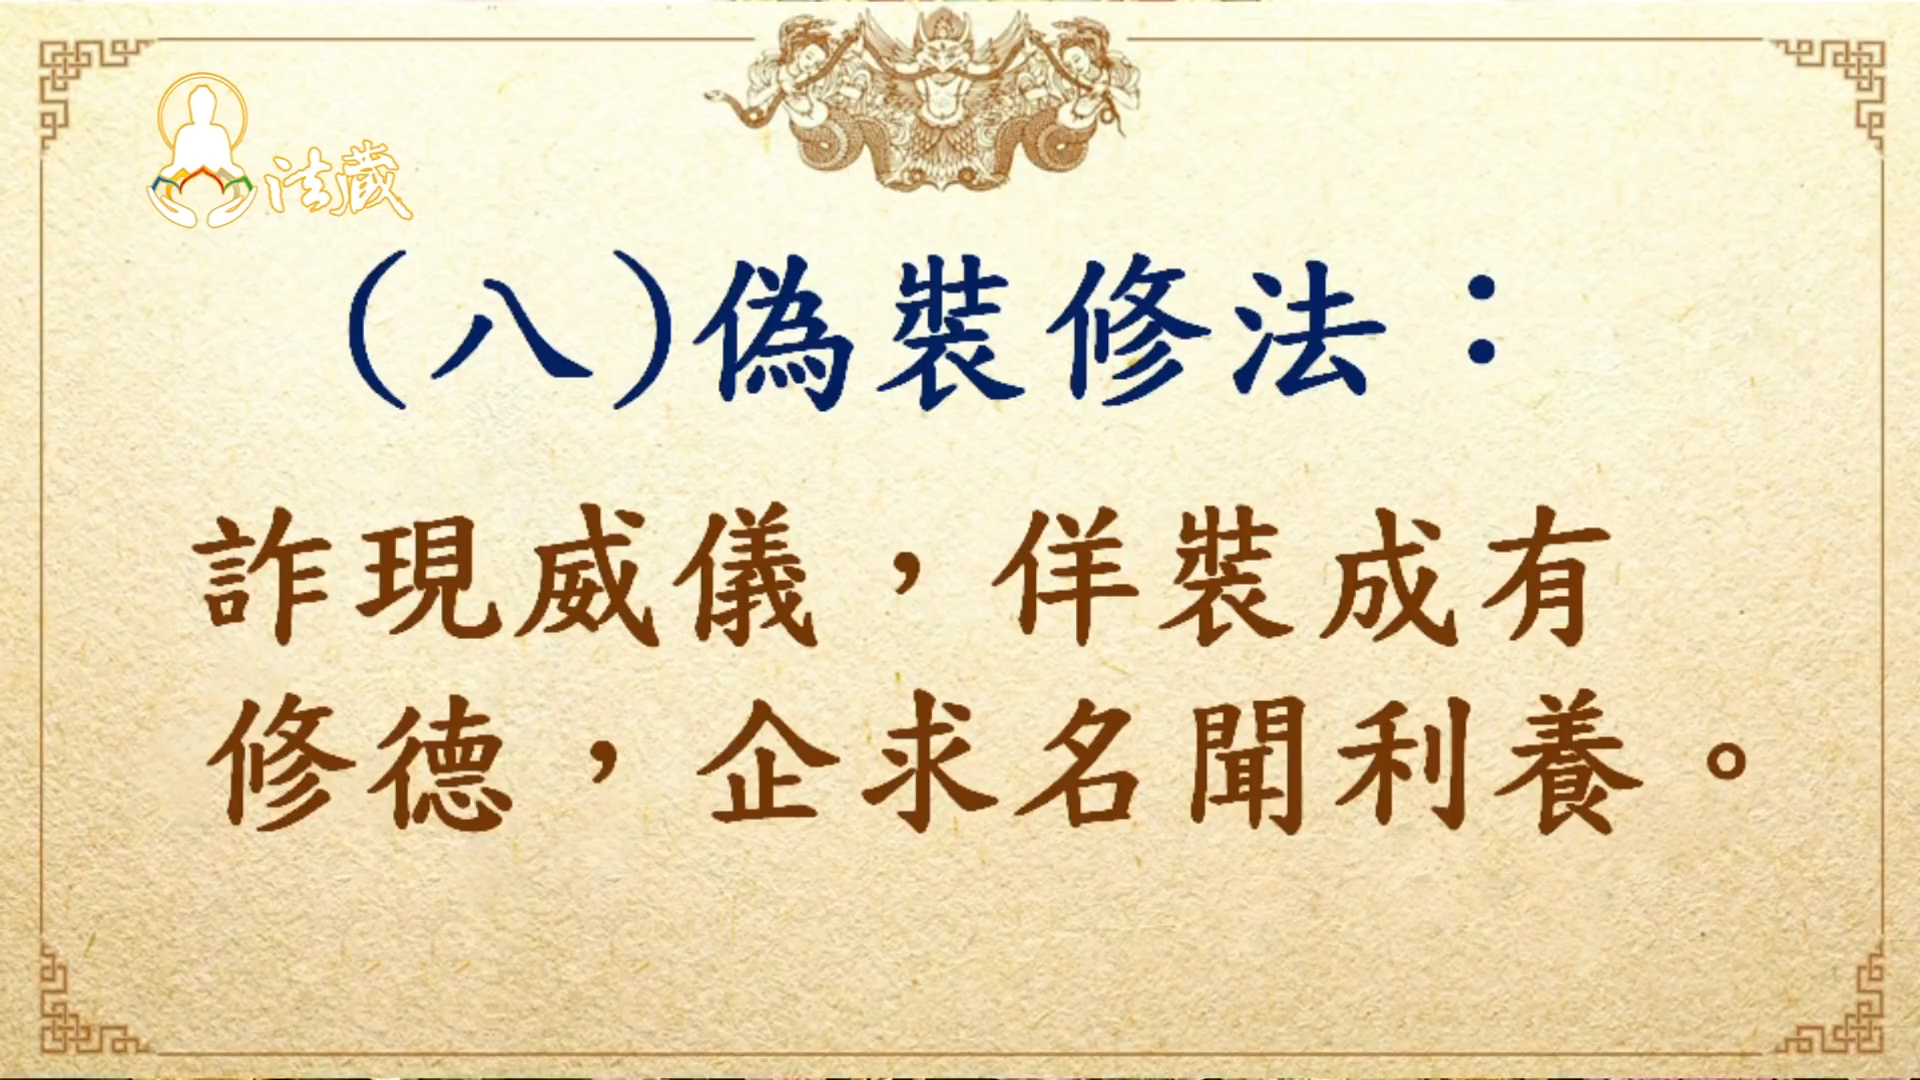 法藏
(八)偽裝修法：
詐現威儀，佯裝成有
修德，企求名聞利養。